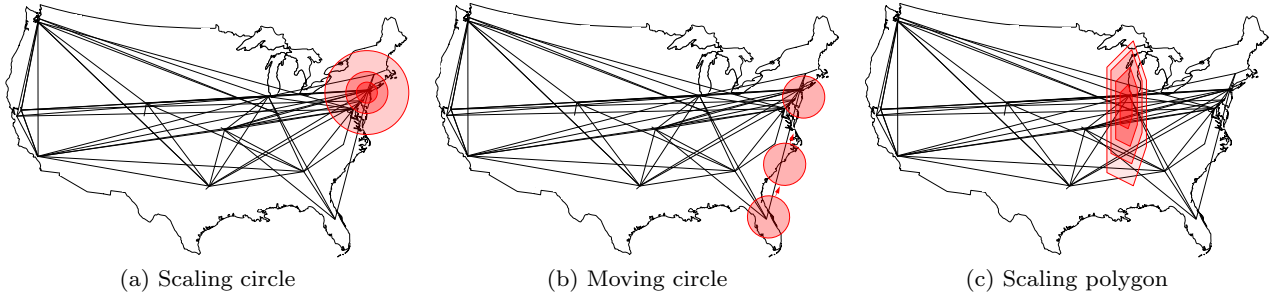 (a) Scaling circle
(b) Moving circle
(c) Scaling polygon